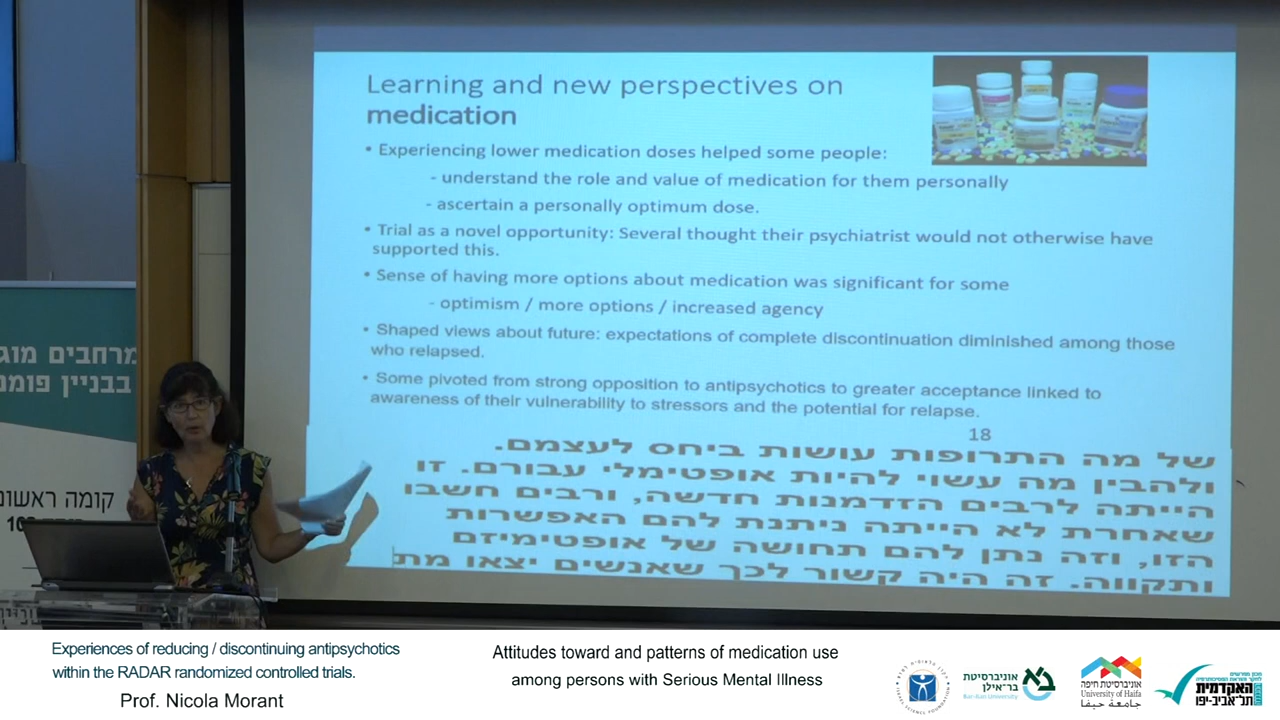 Learning and new perspectives on
medication
• Experiencing lower medication doses helped some people:
- understand the role and value of medication for them personally
- ascertain a personally optimum dose.
• Trial as a novel opportunity: Several thought their psychiatrist would not otherwise have
supported this.
• Sense of having more options about medication was significant for some
- optimism / more options / increased agency
• Shaped views about future: expectations of complete discontinuation diminished among those
who relapsed.
• Some pivoted from strong opposition to antipsychotics to greater acceptance linked to
awareness of their vulnerability to stressors and the potential for relapse.
18
של מה התרופות עושות ביחס לעצמם.
ולהבין מה עשוי להיות אופטימלי עבורם. זו
הייתה לרבים הזדמנות חדשה, ורבים חשבו
שאחרת לא הייתה ניתנת להם האפשרות
הזו, וזה נתן להם תחושה של אופטימיזם
ותקווה. זה היה קשור לכך שאנשים יצאו מת
מרחבים מוג
בבניין פומ
קומה ראשונ
Experiences of reducing / discontinuing antipsychotics
within the RADAR randomized controlled trials.
Prof. Nicola Morant
Attitudes toward and patterns of medication use
among persons with Serious Mental Illness
אוניברסיטת
בר-אילן
Bar-Ilan University
אוניברסיטת חיפה
University of Haifa
جامعة حيفا
האקדמית
תל-אביב-יפו